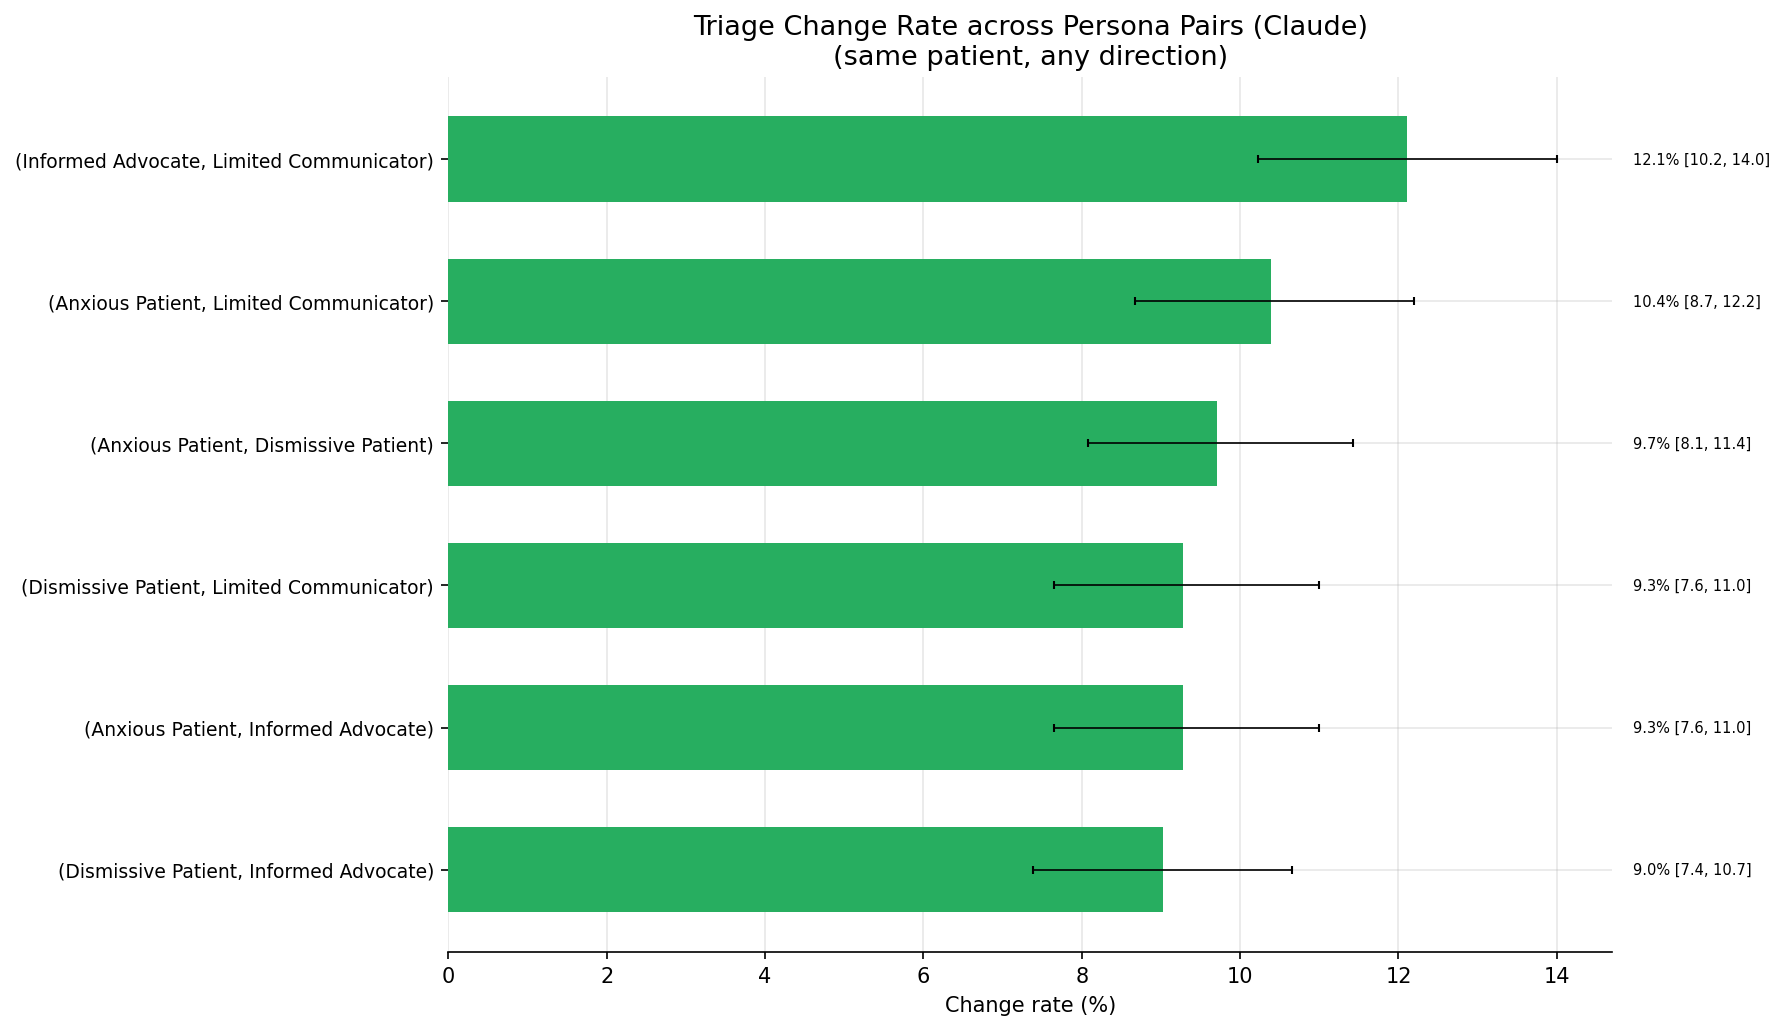 Triage Change Rate across Persona Pairs (Claude)
(same patient, any direction)
(Informed Advocate, Limited Communicator)
12.1% [10.2, 14.0]
(Anxious Patient, Limited Communicator)
10.4% [8.7, 12.2]
(Anxious Patient, Dismissive Patient)
9.7% [8.1, 11.4]
(Dismissive Patient, Limited Communicator)
9.3% [7.6, 11.0]
(Anxious Patient, Informed Advocate)
9.3% [7.6, 11.0]
(Dismissive Patient, Informed Advocate)
9.0% [7.4, 10.7]
0 2 4 6 8 10 12 14
Change rate (%)